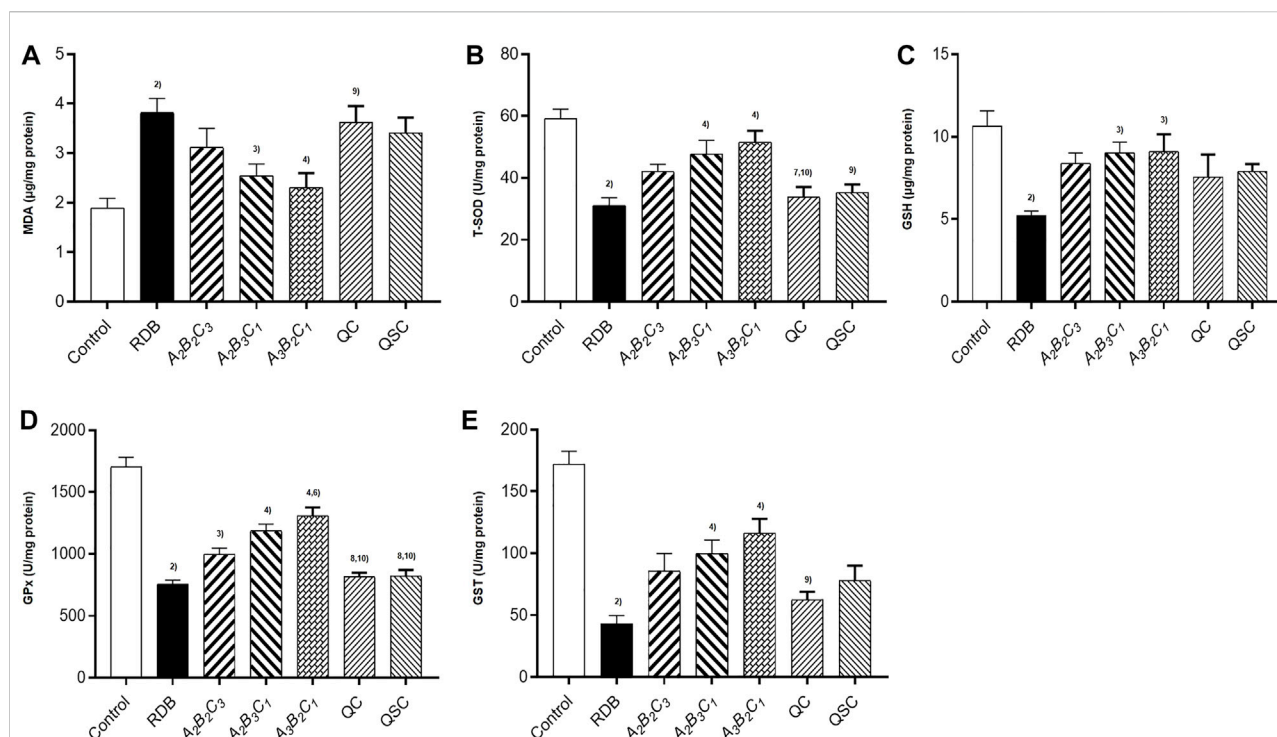 A
MDA (µg/mg protein)
5
4
3
2
1
0
2)
3)
4)
9)
Control
RDB
A2B2C3
A2B3C1
A3B2C1
QC
QSC
B
T-SOD (U/mg protein)
80
60
40
20
0
2)
4)
4)
7,10)
9)
Control
RDB
A2B2C3
A2B3C1
A3B2C1
QC
QSC
C
GSH (µg/mg protein)
15
10
5
0
2)
3)
3)
Control
RDB
A2B2C3
A2B3C1
A3B2C1
QC
QSC
D
GPx (U/mg protein)
2000
1500
1000
500
0
2)
3)
4)
4,6)
8,10)
8,10)
Control
RDB
A2B2C3
A2B3C1
A3B2C1
QC
QSC
E
GST (U/mg protein)
200
150
100
50
0
2)
4)
4)
9)
Control
RDB
A2B2C3
A2B3C1
A3B2C1
QC
QSC